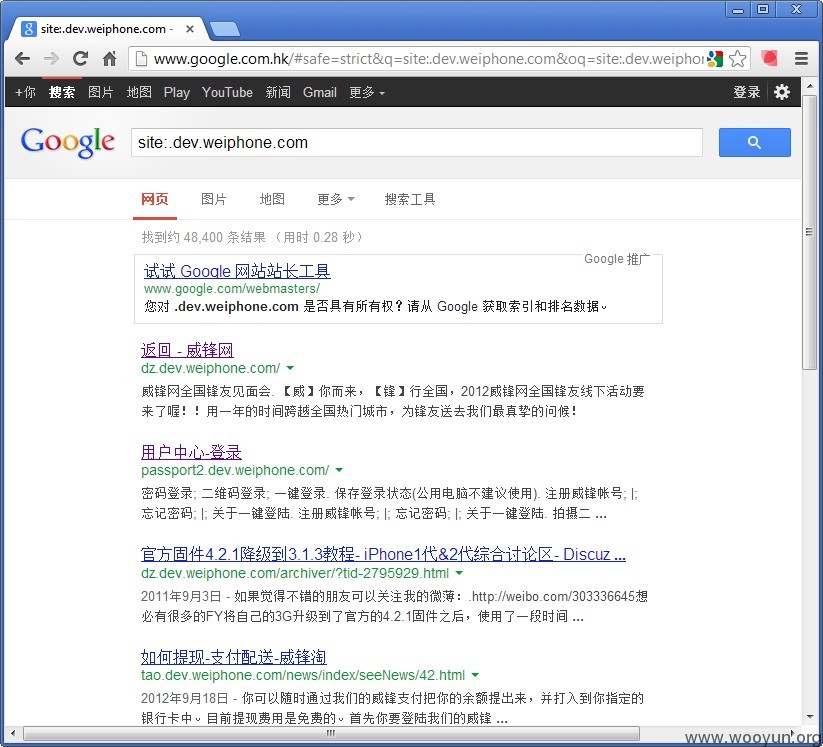 site:.dev.weiphone.com -
www.google.com.hk/#safe=strict&q=site:.dev.weiphone.com&oq=site:.dev.weiphor
+你 搜索 图片 地图 Play YouTube 新闻 Gmail 更多 登录
Google site:.dev.weiphone.com
网页 图片 地图 更多 搜索工具
找到约 48,400 条结果 （用时 0.28 秒）
Google 推广
试试 Google 网站站长工具
www.google.com/webmasters/
您对 .dev.weiphone.com 是否具有所有权？请从 Google 获取索引和排名数据。
返回 - 威锋网
dz.dev.weiphone.com/
威锋网全国锋友见面会. 【威】你而来，【锋】行全国，2012威锋网全国锋友线下活动要
来了喔！！用一年的时间跨越全国热门城市，为锋友送去我们最真挚的问候！
用户中心-登录
passport2.dev.weiphone.com/
密码登录; 二维码登录; 一键登录. 保存登录状态(公用电脑不建议使用). 注册威锋帐号; |;
忘记密码; |; 关于一键登陆. 注册威锋帐号; |; 忘记密码; |; 关于一键登陆. 拍摄二 ...
官方固件4.2.1降级到3.1.3教程- iPhone1代&2代综合讨论区- Discuz ...
dz.dev.weiphone.com/archiver/?tid-2795929.html
2011年9月3日 - 如果觉得不错的朋友可以关注我的微薄：.http://weibo.com/303336645想
必有很多的FY将自己的3G升级到了官方的4.2.1固件之后，使用了一段时间 ...
如何提现-支付配送-威锋淘
tao.dev.weiphone.com/news/index/seeNews/42.html
2012年9月18日 - 你可以随时通过我们的威锋支付把你的余额提出来，并打入到你指定的
银行卡中。目前提现费用是免费的。首先你要登陆我们的威锋 ...
www.wooyun.org